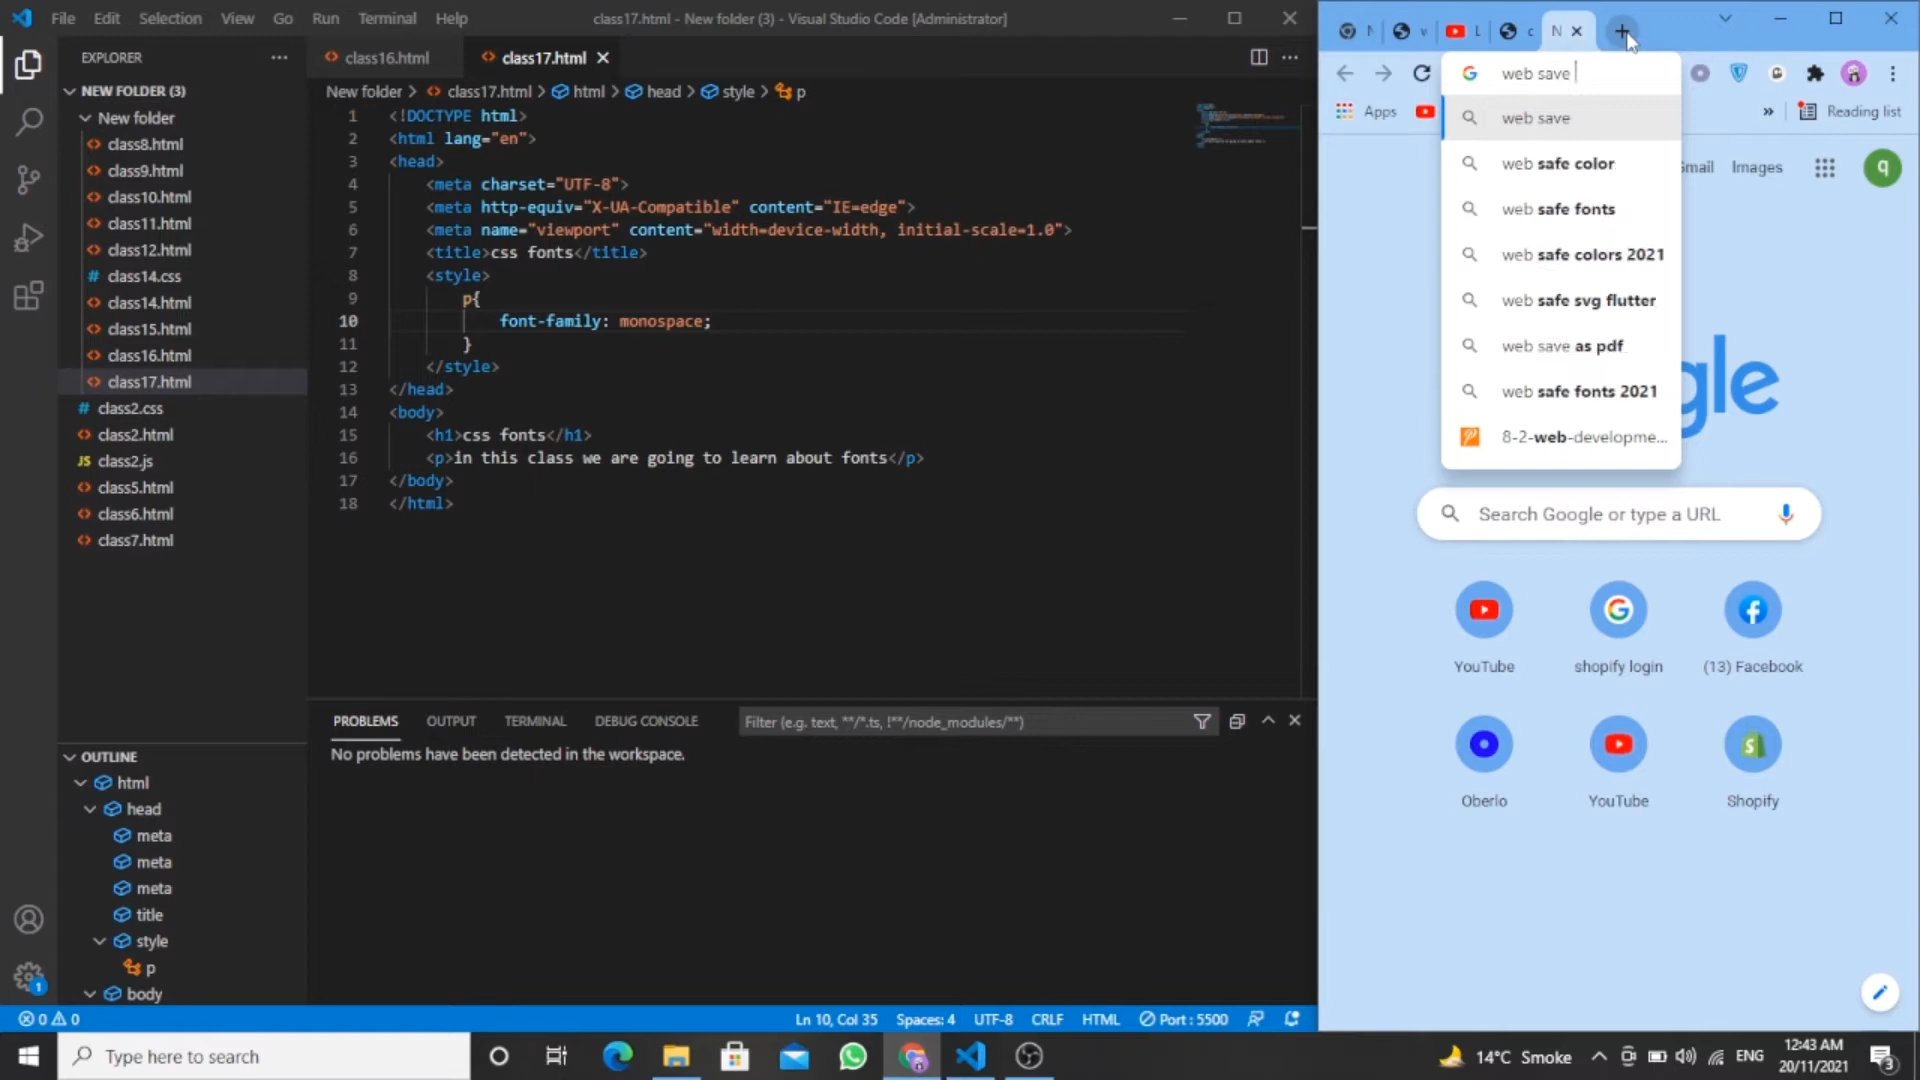 File Edit Selection View Go Run Terminal Help
class17.html - New folder (3) - Visual Studio Code [Administrator]
EXPLORER
NEW FOLDER (3)
New folder
class8.html
class9.html
class10.html
class11.html
class12.html
class14.css
class14.html
class15.html
class16.html
class17.html
class2.css
class2.html
class2.js
class5.html
class6.html
class7.html
OUTLINE
html
head
meta
meta
meta
title
style
p
body
class16.html
class17.html
New folder > class17.html > html > head > style > p
1 <!DOCTYPE html>
2 <html lang="en">
3 <head>
4 <meta charset="UTF-8">
5 <meta http-equiv="X-UA-Compatible" content="IE=edge">
6 <meta name="viewport" content="width=device-width, initial-scale=1.0">
7 <title>css fonts</title>
8 <style>
9 p{
10 font-family: monospace;
11 }
12 </style>
13 </head>
14 <body>
15 <h1>css fonts</h1>
16 <p>in this class we are going to learn about fonts</p>
17 </body>
18 </html>
PROBLEMS OUTPUT TERMINAL DEBUG CONSOLE
Filter (e.g. text, **/*.ts, !**/node_modules/**)
No problems have been detected in the workspace.
1
0 0
Ln 10, Col 35 Spaces: 4 UTF-8 CRLF HTML Port : 5500
web save
Apps
» Reading list
web save
web safe color
web safe fonts
web safe colors 2021
web safe svg flutter
web save as pdf
web safe fonts 2021
8-2-web-developme...
Images
q
Search Google or type a URL
YouTube
shopify login
(13) Facebook
Oberlo
YouTube
Shopify
Type here to search
14°C Smoke
ENG
12:43 AM
20/11/2021
3